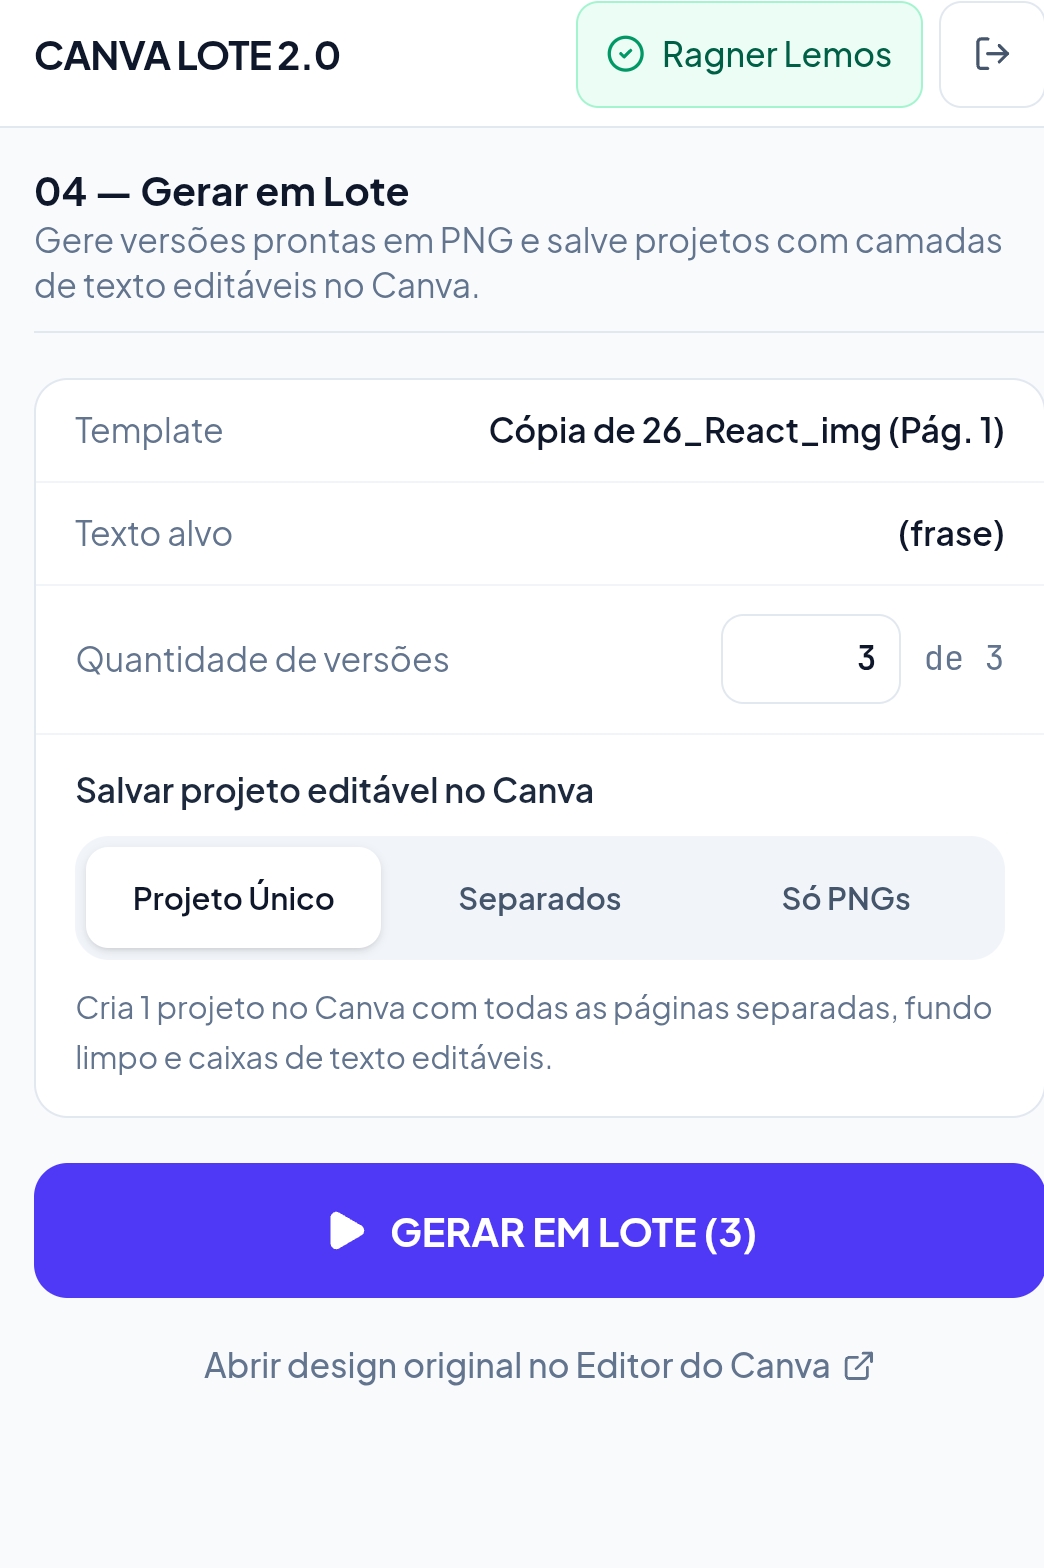 CANVA LOTE 2.0
Ragner Lemos
04 — Gerar em Lote
Gere versões prontas em PNG e salve projetos com camadas
de texto editáveis no Canva.
Template
Cópia de 26_React_img (Pág. 1)
Texto alvo
(frase)
Quantidade de versões
3 de 3
Salvar projeto editável no Canva
Projeto Único
Separados
Só PNGs
Cria 1 projeto no Canva com todas as páginas separadas, fundo
limpo e caixas de texto editáveis.
GERAR EM LOTE (3)
Abrir design original no Editor do Canva